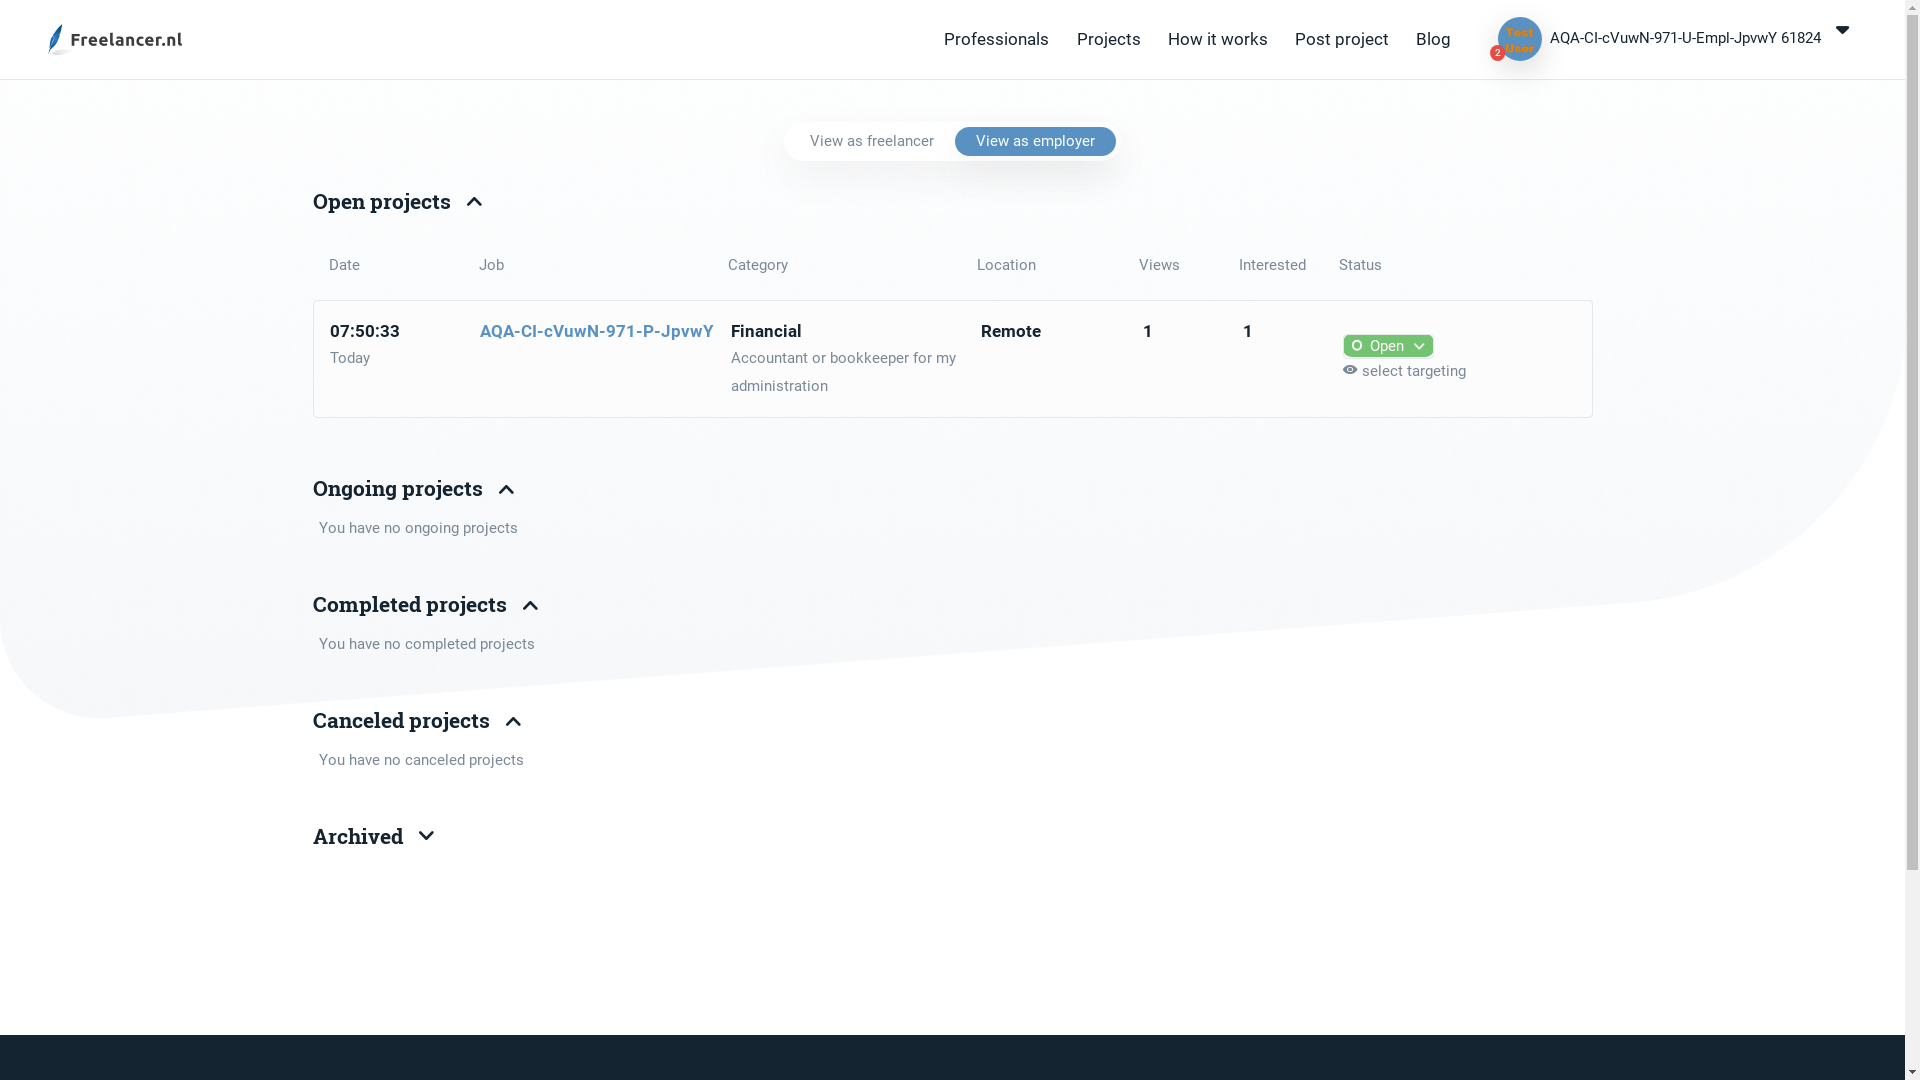 Freelancer.nl
Professionals Projects How it works Post project Blog
Test User
2
AQA-CI-cVuwN-971-U-Empl-JpvwY 61824
View as freelancer View as employer
Open projects
Date Job Category Location Views Interested Status
07:50:33 AQA-CI-cVuwN-971-P-JpvwY Financial Remote 1 1
Open
Today Accountant or bookkeeper for my
select targeting
administration
Ongoing projects
You have no ongoing projects
Completed projects
You have no completed projects
Canceled projects
You have no canceled projects
Archived